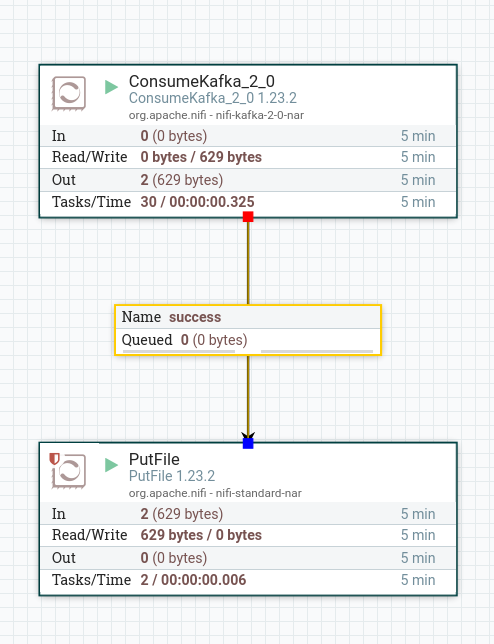 ConsumeKafka_2_0
ConsumeKafka_2_0 1.23.2
org.apache.nifi - nifi-kafka-2-0-nar
In 0 (0 bytes) 5 min
Read/Write 0 bytes / 629 bytes 5 min
Out 2 (629 bytes) 5 min
Tasks/Time 30 / 00:00:00.325 5 min
Name success
Queued 0 (0 bytes)
PutFile
PutFile 1.23.2
org.apache.nifi - nifi-standard-nar
In 2 (629 bytes) 5 min
Read/Write 629 bytes / 0 bytes 5 min
Out 0 (0 bytes) 5 min
Tasks/Time 2 / 00:00:00.006 5 min